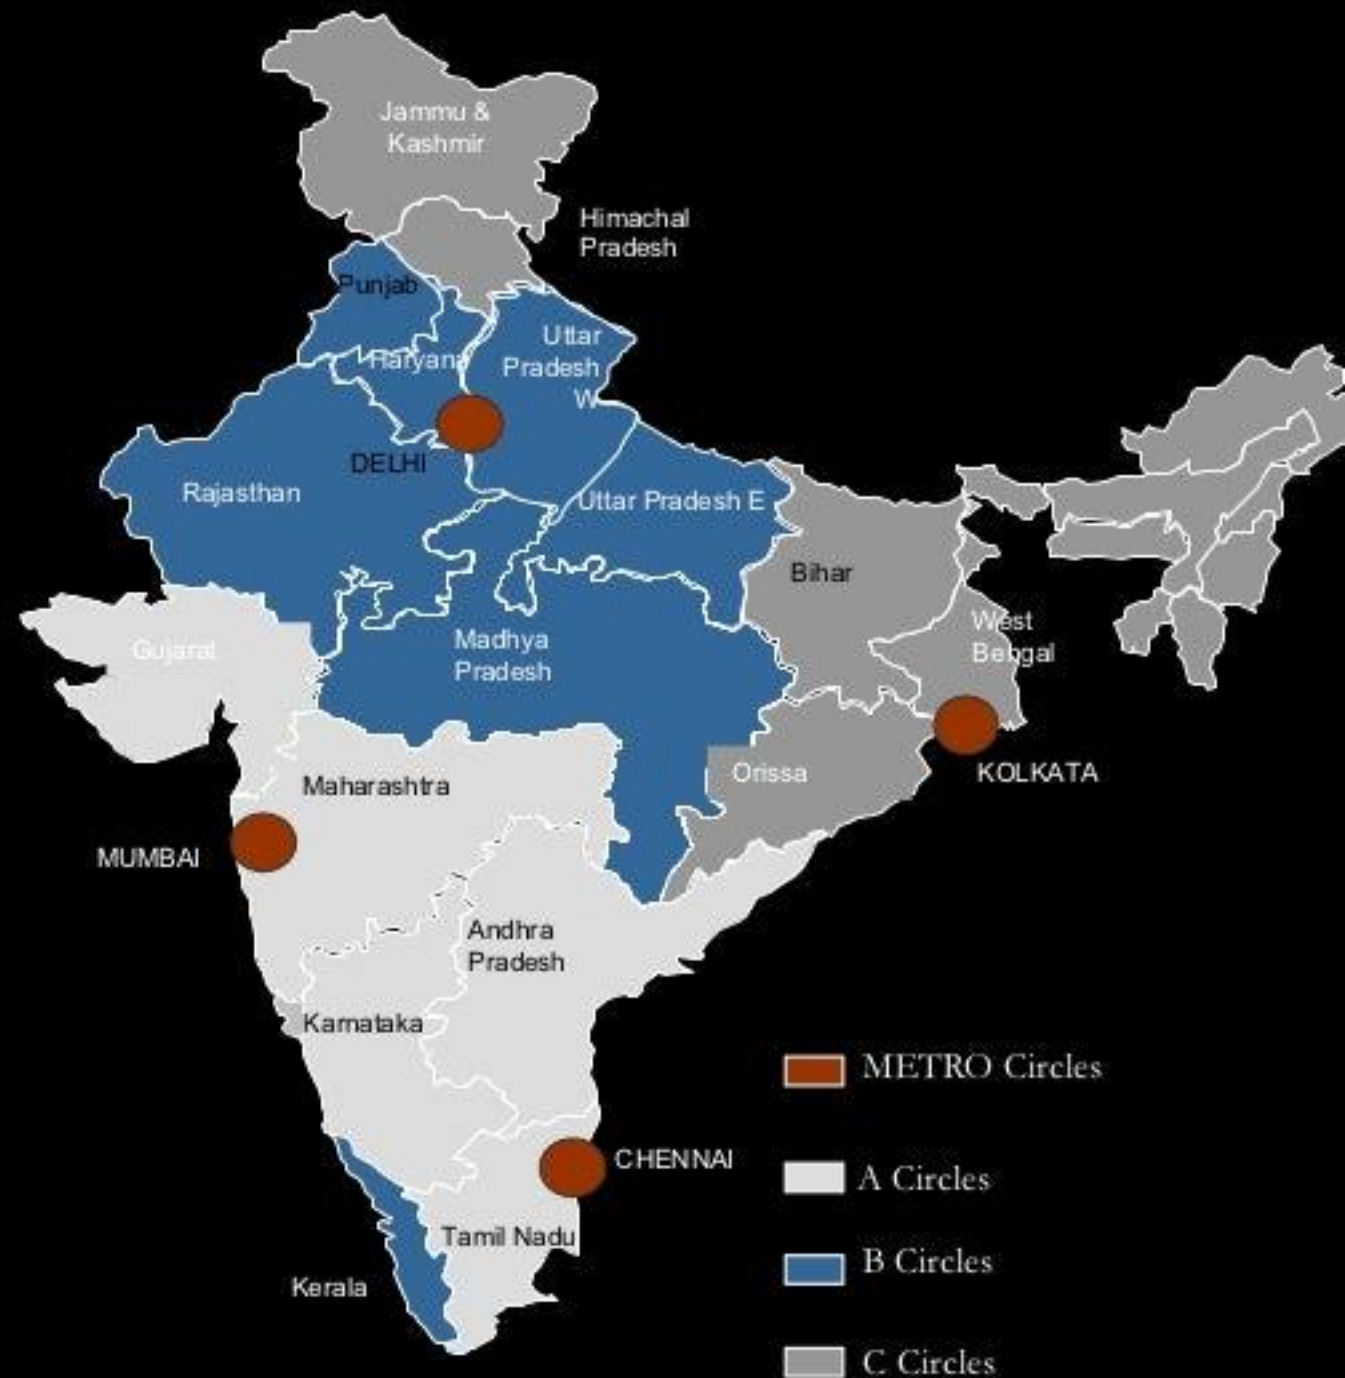 Jammu &
Kashmir
Himachal
Pradesh
Punjab
Haryana
Uttar
Pradesh
W
DELHI
Rajasthan
Uttar Pradesh E
Bihar
West
Bengal
Gujarat
Madhya
Pradesh
Orissa
KOLKATA
Maharashtra
MUMBAI
Andhra
Pradesh
Karnataka
METRO Circles
CHENNAI
A Circles
Tamil Nadu
B Circles
Kerala
C Circles